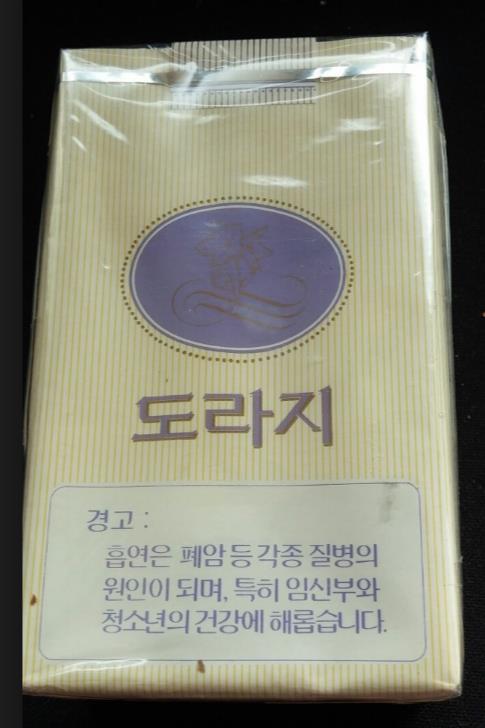 도라지
경고 :
흡연은 폐암 등 각종 질병의
원인이 되며, 특히 임신부와
청소년의 건강에 해롭습니다.